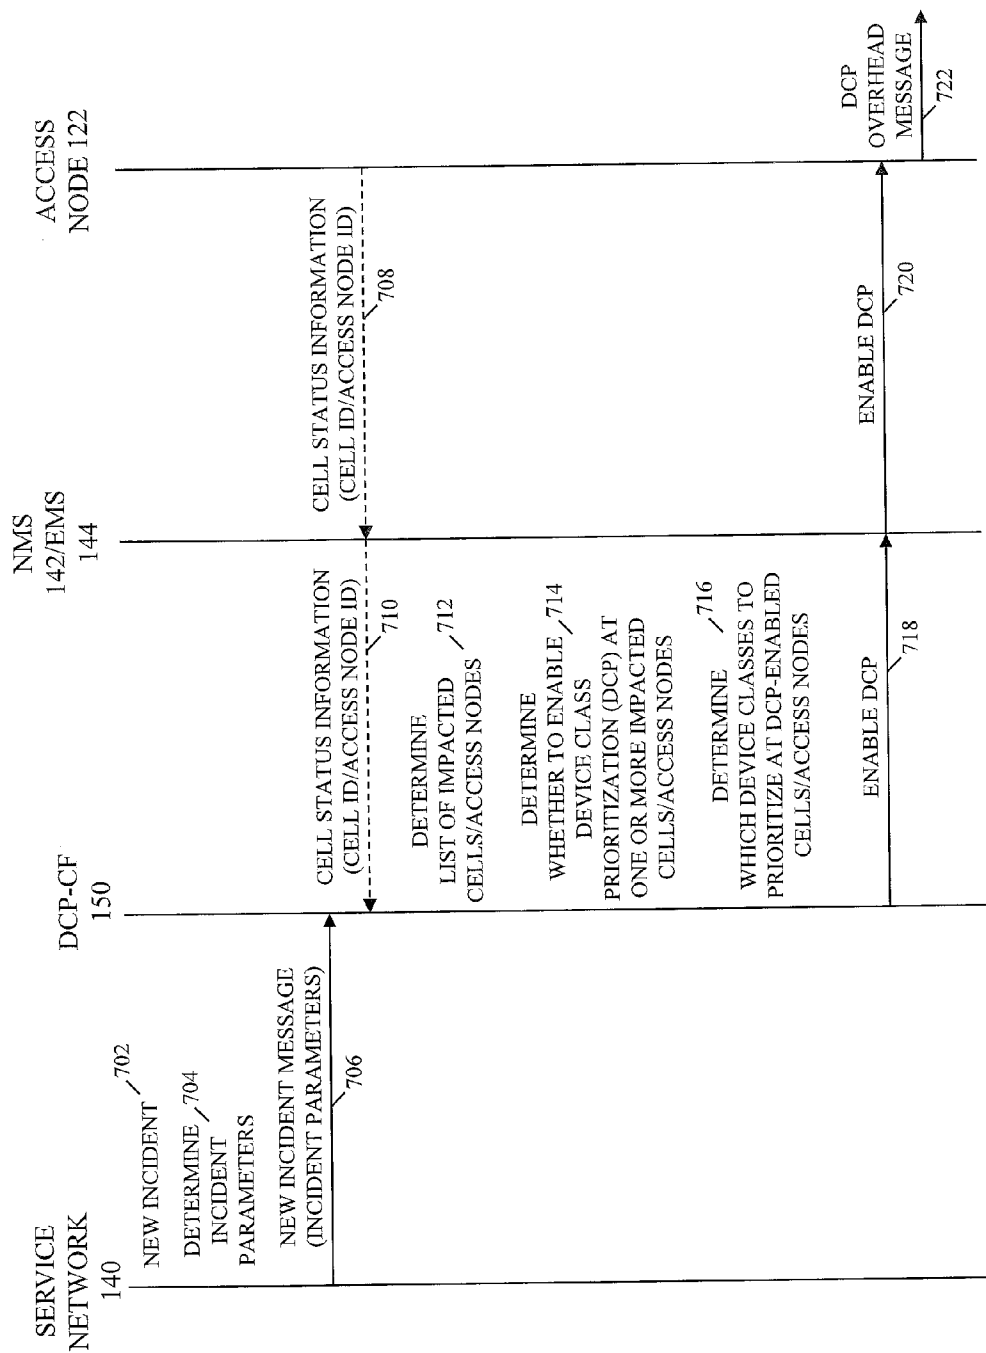 SERVICE
NETWORK
140
DCP-CF
150
NMS
142/EMS
144
ACCESS
NODE 122
NEW INCIDENT
702
DETERMINE
INCIDENT
PARAMETERS
704
NEW INCIDENT MESSAGE
(INCIDENT PARAMETERS)
706
CELL STATUS INFORMATION
(CELL ID/ACCESS NODE ID)
708
CELL STATUS INFORMATION
(CELL ID/ACCESS NODE ID)
710
DETERMINE
LIST OF IMPACTED
CELLS/ACCESS NODES
712
DETERMINE
WHETHER TO ENABLE
DEVICE CLASS
PRIORITIZATION (DCP) AT
ONE OR MORE IMPACTED
CELLS/ACCESS NODES
714
DETERMINE
WHICH DEVICE CLASSES TO
PRIORITIZE AT DCP-ENABLED
CELLS/ACCESS NODES
716
ENABLE DCP
718
ENABLE DCP
720
DCP
OVERHEAD
MESSAGE
722